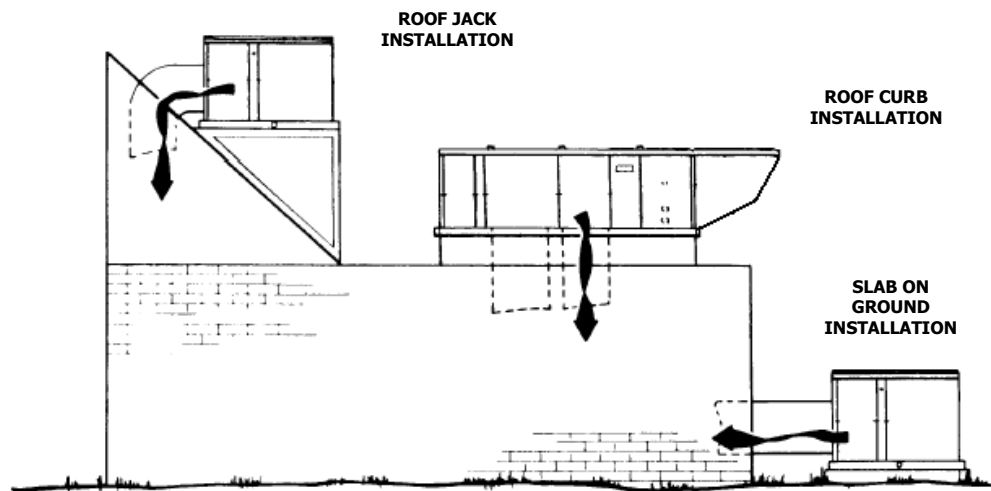 ROOF JACK
INSTALLATION
ROOF CURB
INSTALLATION
SLAB ON
GROUND
INSTALLATION